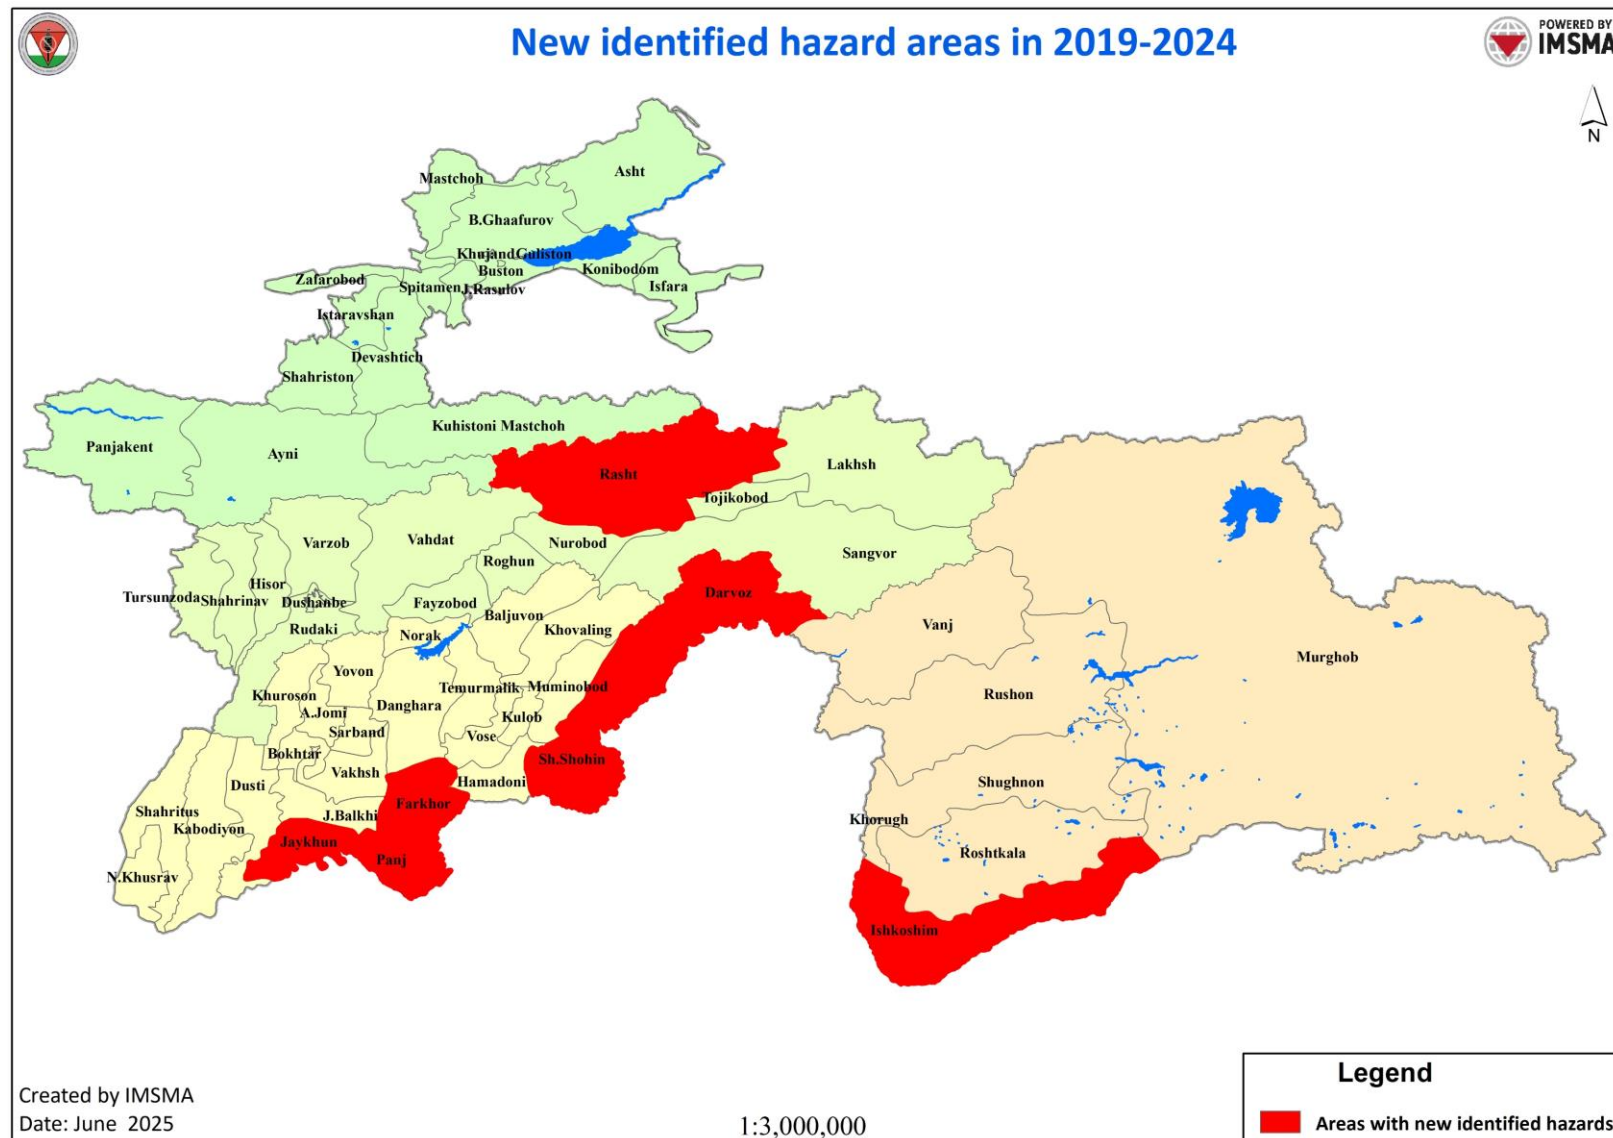 New identified hazard areas in 2019-2024
POWERED BY
IMSMA
N
Asht
Mastchoh
B.Ghaafurov
Khujand
Guliston
Buston
Konibodom
Zafarobod
Spitamen
J.Rasulov
Isfara
Istaravshan
Devashtich
Shahriston
Kuhistoni Mastchoh
Panjakent
Ayni
Rasht
Lakhsh
Tojikobod
Varzob
Vahdat
Nurobod
Sangvor
Roghun
Hisor
Tursunzoda
Shahrinav
Dushanbe
Fayzobod
Darvoz
Baljuvon
Rudaki
Norak
Khovaling
Vanj
Murghob
Yovon
Temurmalik
Muminobod
Khuroson
Danghara
Rushon
A.Jomi
Kulob
Sarband
Vose
Bokhtar
Sh.Shohin
Vakhsh
Hamadoni
Dusti
Shughnon
Farkhor
Shahritus
J.Balkhi
Khorugh
Kabodiyon
Jaykhun
Panj
Roshtkala
N.Khusrav
Ishkoshim
Created by IMSMA
Date: June 2025
1:3,000,000
Legend
Areas with new identified hazards